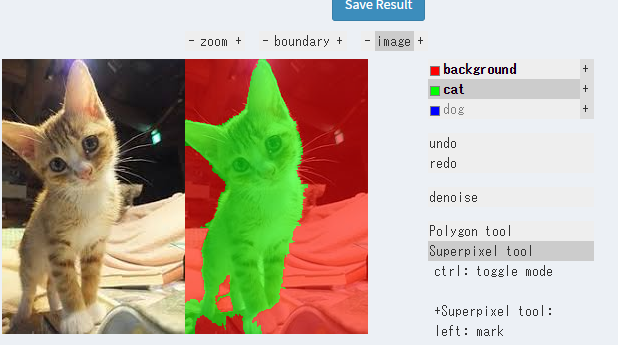 Save Result
- zoom + - boundary + - image +
background +
cat +
dog +
undo
redo
denoise
Polygon tool
Superpixel tool
ctrl: toggle mode
+Superpixel tool:
left: mark